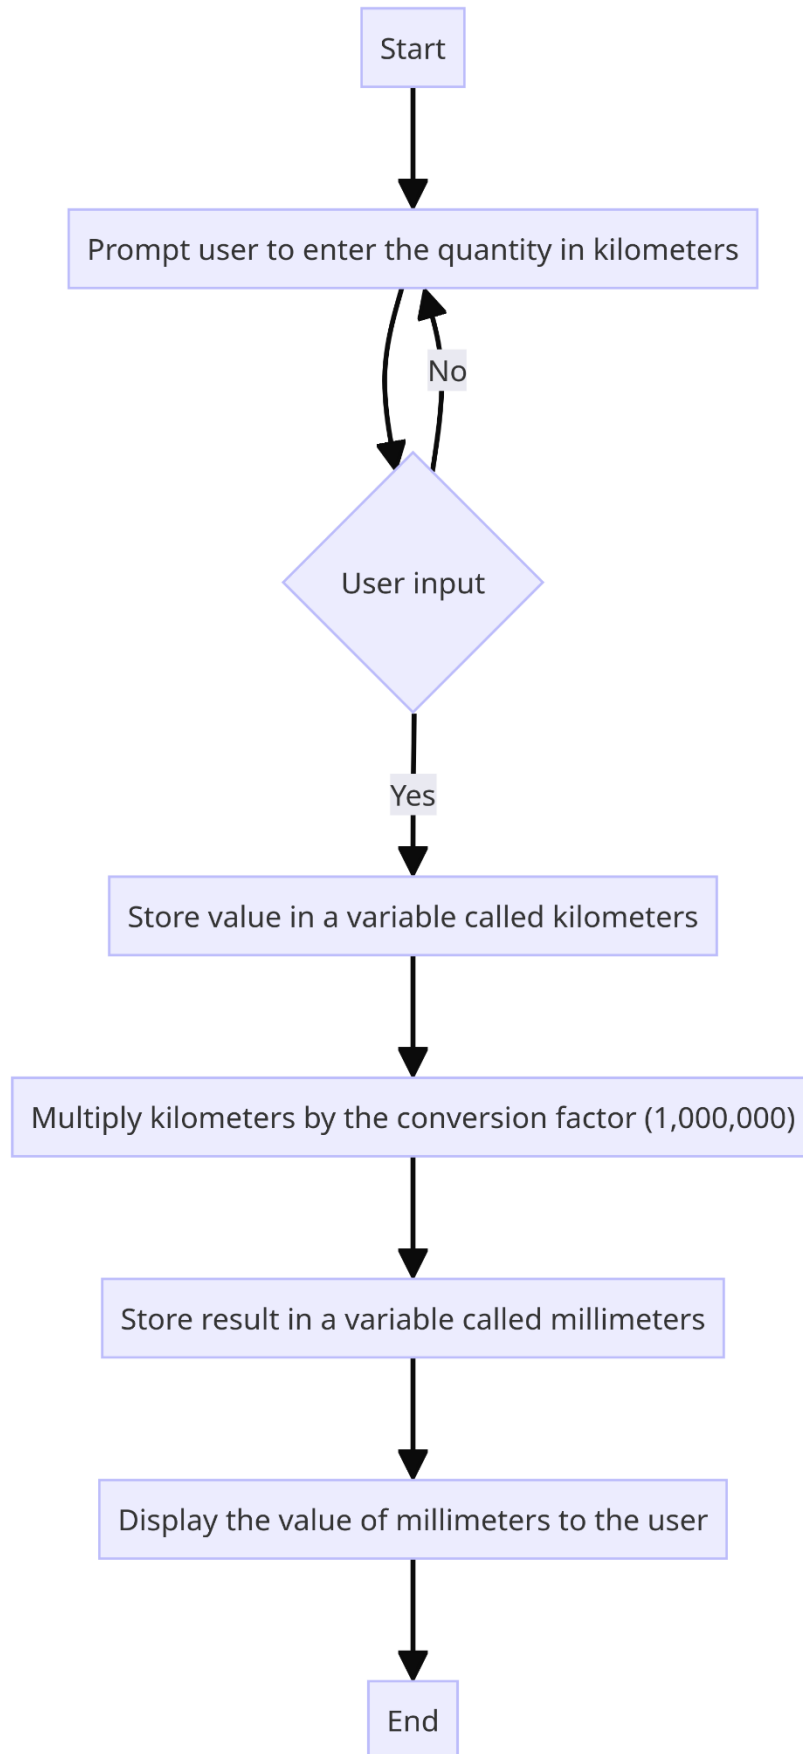 Start
Prompt user to enter the quantity in kilometers
No
User input
Yes
Store value in a variable called kilometers
Multiply kilometers by the conversion factor (1,000,000)
Store result in a variable called millimeters
Display the value of millimeters to the user
End